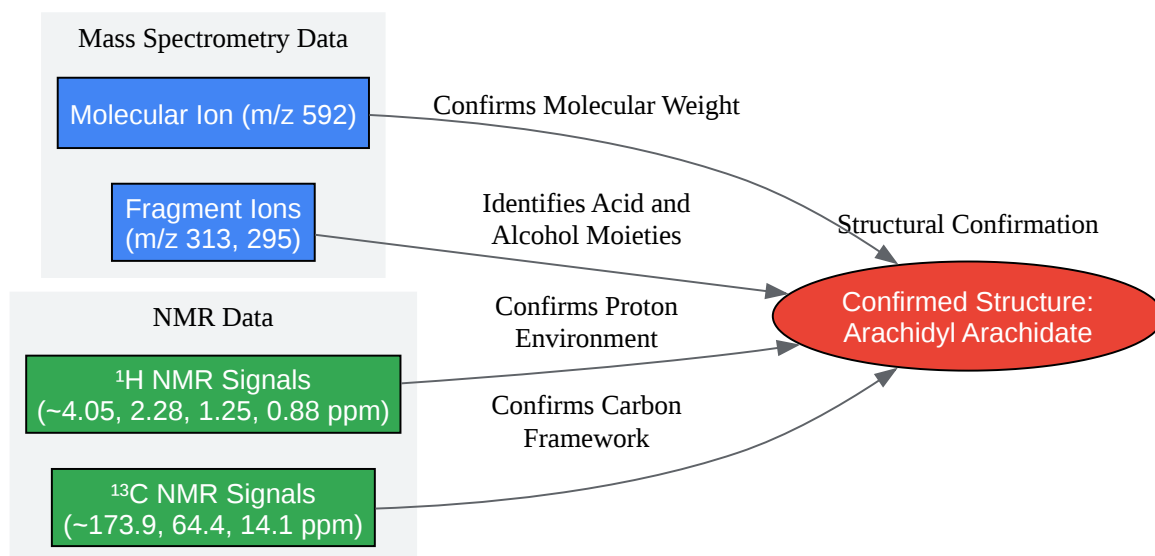 Mass Spectrometry Data
Molecular Ion (m/z 592)
Confirms Molecular Weight
Fragment Ions
(m/z 313, 295)
Identifies Acid and
Alcohol Moieties
Structural Confirmation
Confirmed Structure:
Arachidyl Arachidate
NMR Data
Confirms Proton
Environment
¹H NMR Signals
(~4.05, 2.28, 1.25, 0.88 ppm)
Confirms Carbon
Framework
¹³C NMR Signals
(~173.9, 64.4, 14.1 ppm)